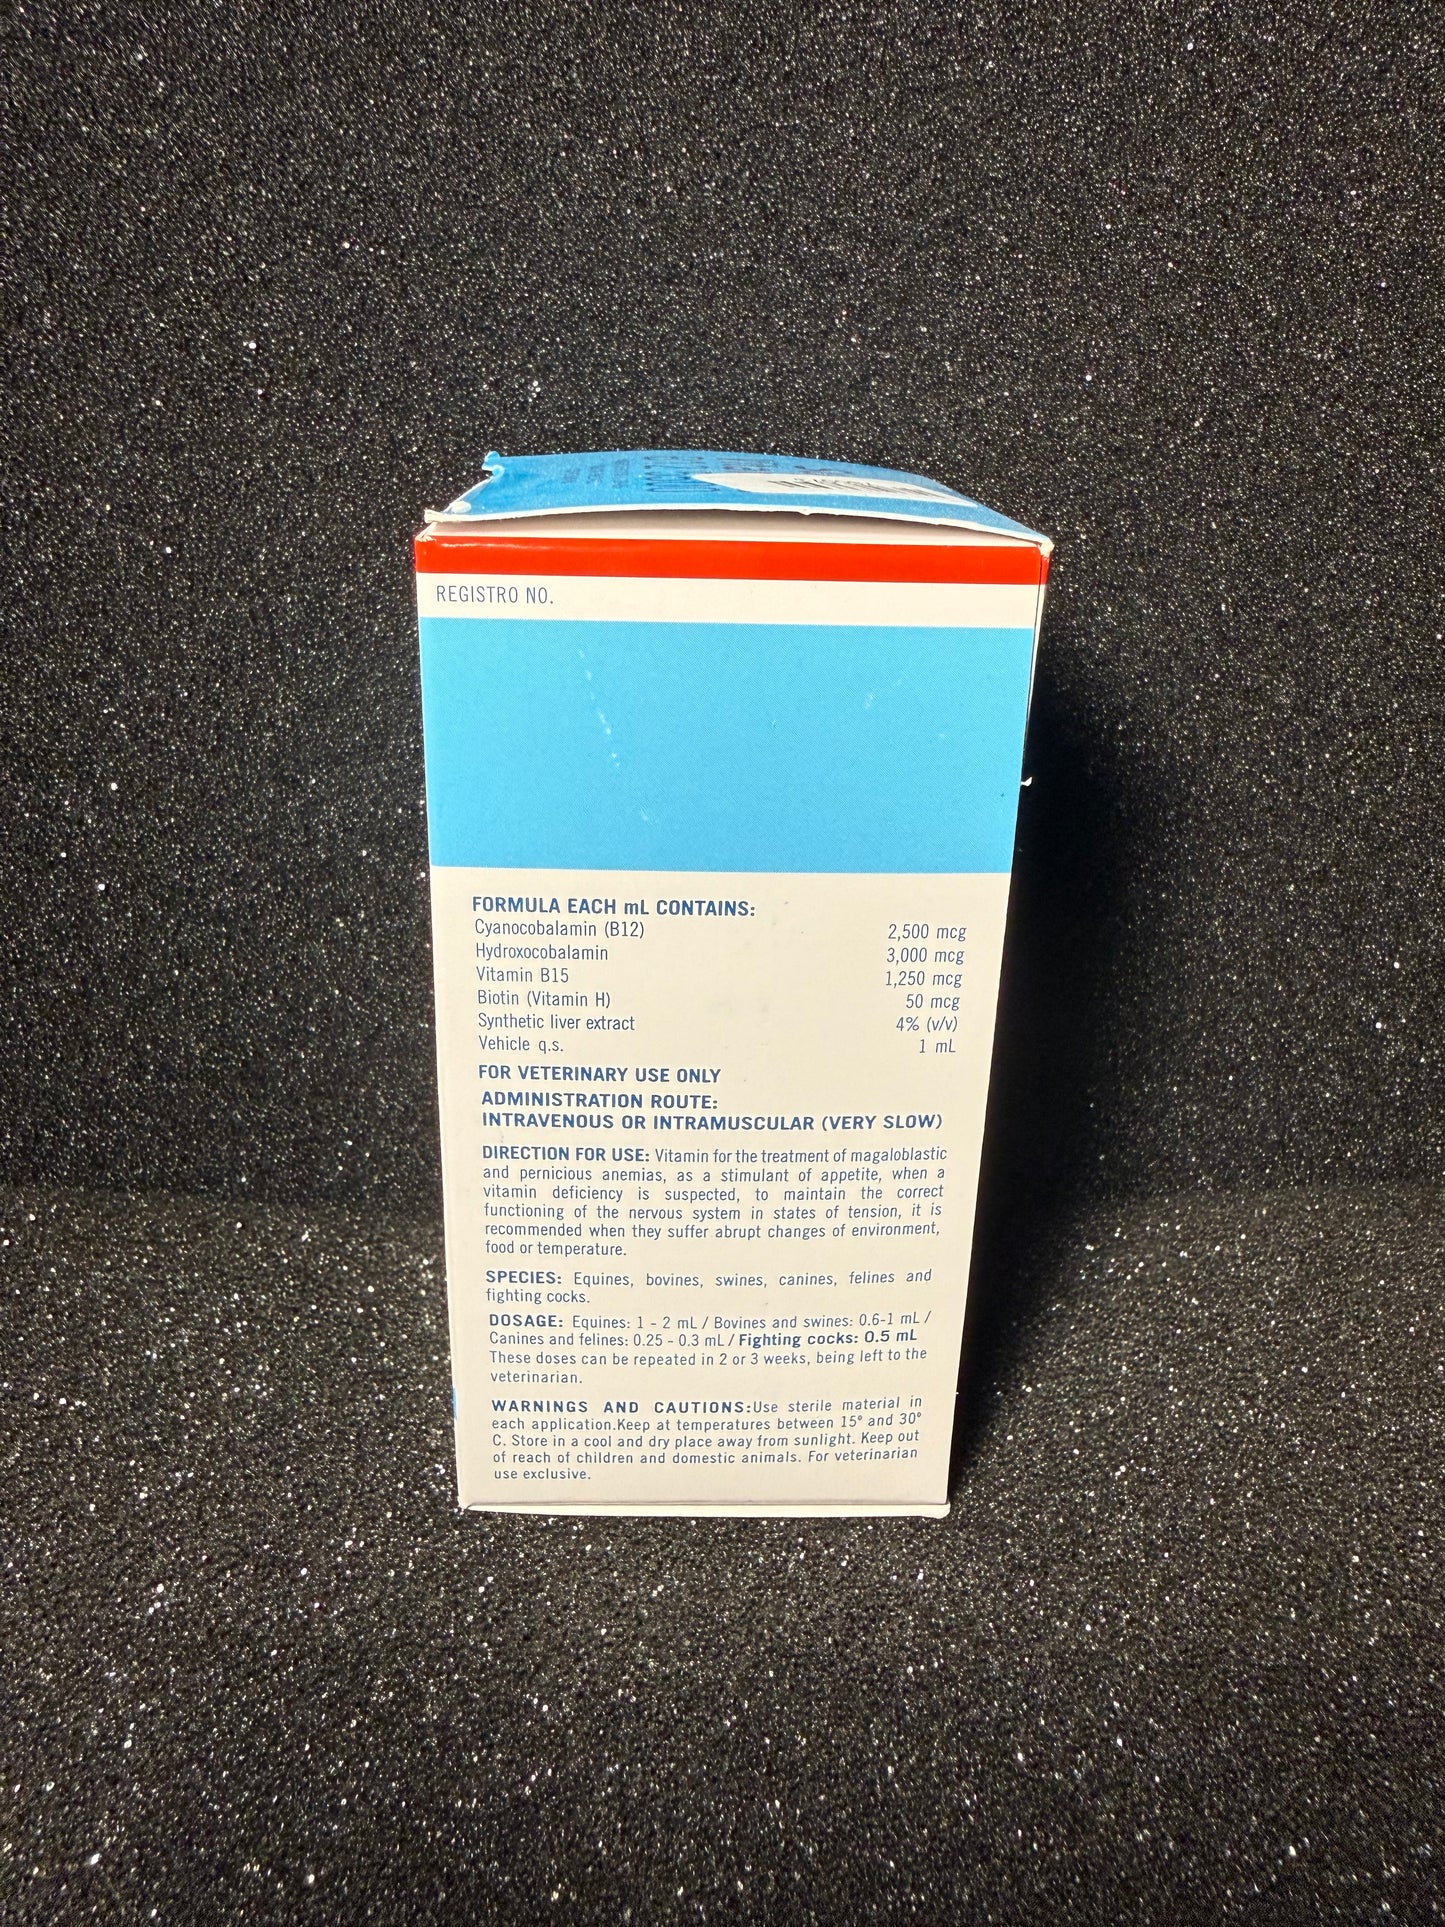 REGISTRO NO.
FORMULA EACH mL CONTAINS:
Cyanocobalamin (B12) 2,500 mcg
Hydroxocobalamin 3,000 mcg
Vitamin B15 1,250 mcg
Biotin (Vitamin H) 50 mcg
Synthetic liver extract 4% (v/v)
Vehicle q.s. 1 mL
FOR VETERINARY USE ONLY
ADMINISTRATION ROUTE:
INTRAVENOUS OR INTRAMUSCULAR (VERY SLOW)
DIRECTION FOR USE: Vitamin for the treatment of magaloblastic
and pernicious anemias, as a stimulant of appetite, when a
vitamin deficiency is suspected, to maintain the correct
functioning of the nervous system in states of tension, it is
recommended when they suffer abrupt changes of environment,
food or temperature.
SPECIES: Equines, bovines, swines, canines, felines and
fighting cocks.
DOSAGE: Equines: 1 - 2 mL / Bovines and swines: 0.6-1 mL /
Canines and felines: 0.25 - 0.3 mL / Fighting cocks: 0.5 mL
These doses can be repeated in 2 or 3 weeks, being left to the
veterinarian.
WARNINGS AND CAUTIONS:Use sterile material in
each application.Keep at temperatures between 15° and 30°
C. Store in a cool and dry place away from sunlight. Keep out
of reach of children and domestic animals. For veterinarian
use exclusive.